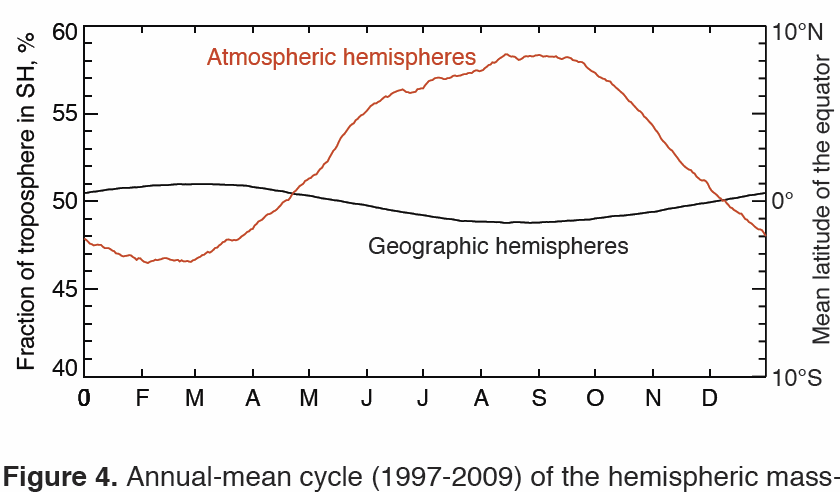 60
10°N
Atmospheric hemispheres
55
50
0°
Geographic hemispheres
45
40
10°S
Fraction of troposphere in SH, %
Mean latitude of the equator
0 F M A M J J A S O N D
Figure 4. Annual-mean cycle (1997-2009) of the hemispheric mass-